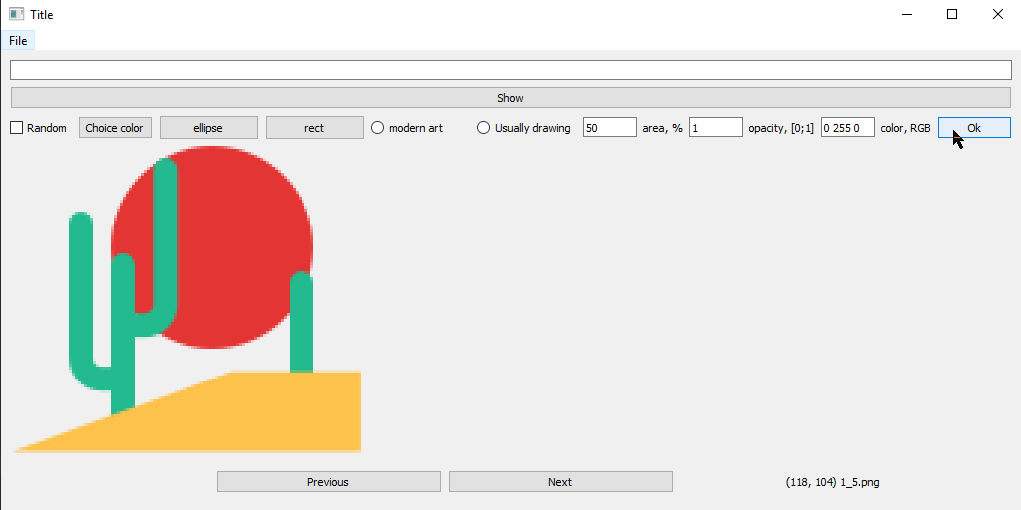 Title
File
Show
Random Choice color ellipse rect modern art Usually drawing 50 area, % 1 opacity, [0;1] 0 255 0 color, RGB Ok
Previous Next (118, 104) 1_5.png